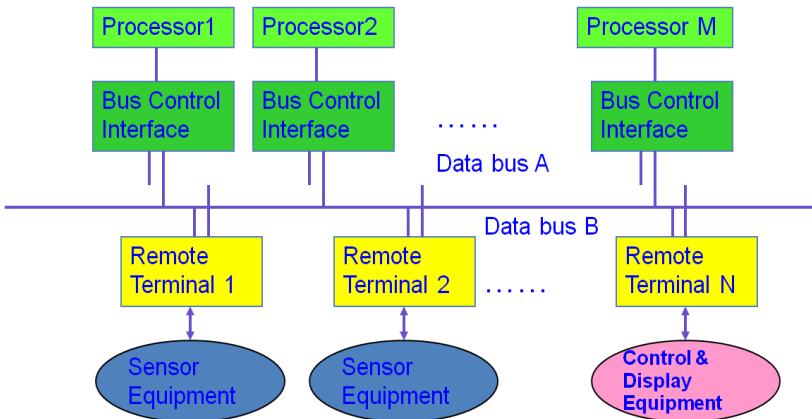 Processor1
Processor2
Processor M
Bus Control
Interface
Bus Control
Interface
......
Bus Control
Interface
Data bus A
Data bus B
Remote
Terminal 1
Remote
Terminal 2
......
Remote
Terminal N
Sensor
Equipment
Sensor
Equipment
Control &
Display
Equipment